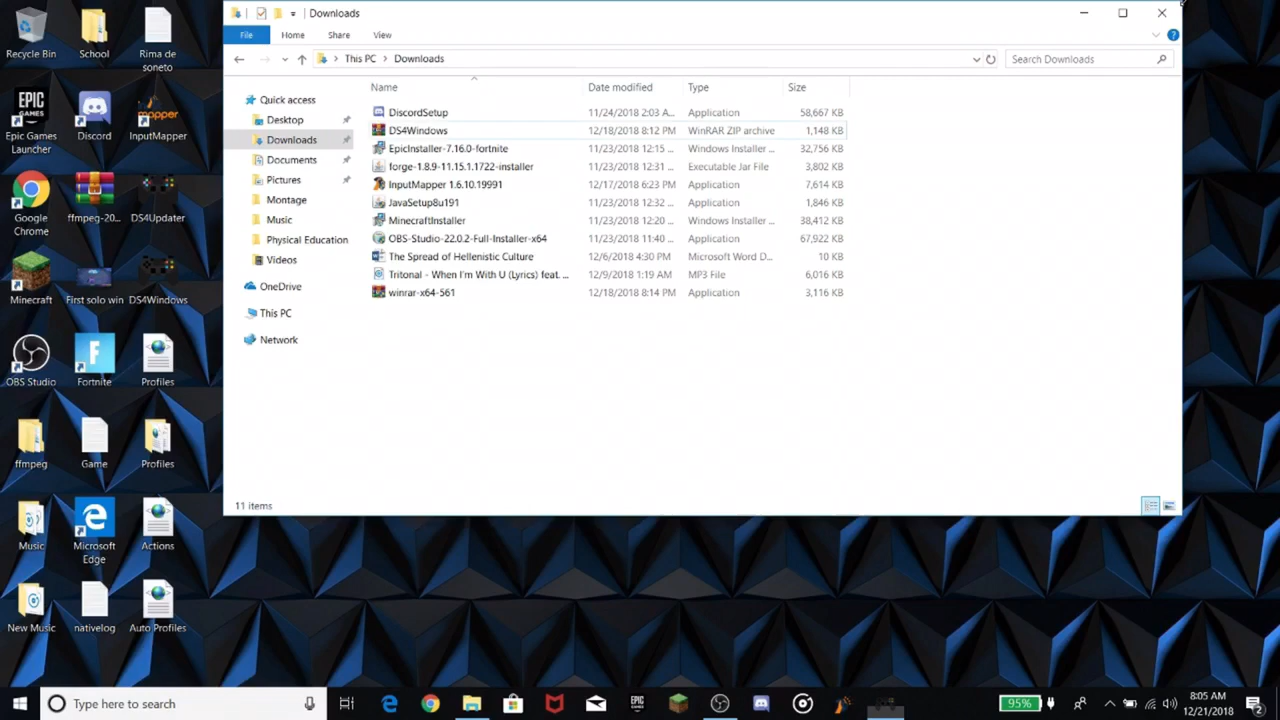 Downloads
File Home Share View
This PC Downloads
Search Downloads
Name Date modified Type Size
Quick access
Desktop
Downloads
Documents
Pictures
Montage
Music
Physical Education
Videos
OneDrive
This PC
Network
DiscordSetup 11/24/2018 2:03 A... Application 58,667 KB
DS4Windows 12/18/2018 8:12 PM WinRAR ZIP archive 1,148 KB
EpicInstaller-7.16.0-fortnite 11/23/2018 12:15 ... Windows Installer ... 32,756 KB
forge-1.8.9-11.15.1.1722-installer 11/23/2018 12:31 ... Executable Jar File 3,802 KB
InputMapper 1.6.10.19991 12/17/2018 6:23 PM Application 7,614 KB
JavaSetup8u191 11/23/2018 12:32 ... Application 1,846 KB
MinecraftInstaller 11/23/2018 12:20 ... Windows Installer ... 38,412 KB
OBS-Studio-22.0.2-Full-Installer-x64 11/23/2018 11:40 ... Application 67,922 KB
The Spread of Hellenistic Culture 12/6/2018 4:30 PM Microsoft Word D... 10 KB
Tritonal - When I'm With U (Lyrics) feat. ... 12/9/2018 1:19 AM MP3 File 6,016 KB
winrar-x64-561 12/18/2018 8:14 PM Application 3,116 KB
11 items
Recycle Bin School Rima de
soneto
EPIC
GAMES
mapper
Epic Games
Launcher
Discord InputMapper
Google
Chrome
ffmpeg-20... DS4Updater
Minecraft First solo win DS4Windows
OBS Studio Fortnite Profiles
ffmpeg Game Profiles
Music Microsoft
Edge
Actions
New Music nativelog Auto Profiles
Type here to search
EPIC
GAMES
95%
8:05 AM
12/21/2018
2